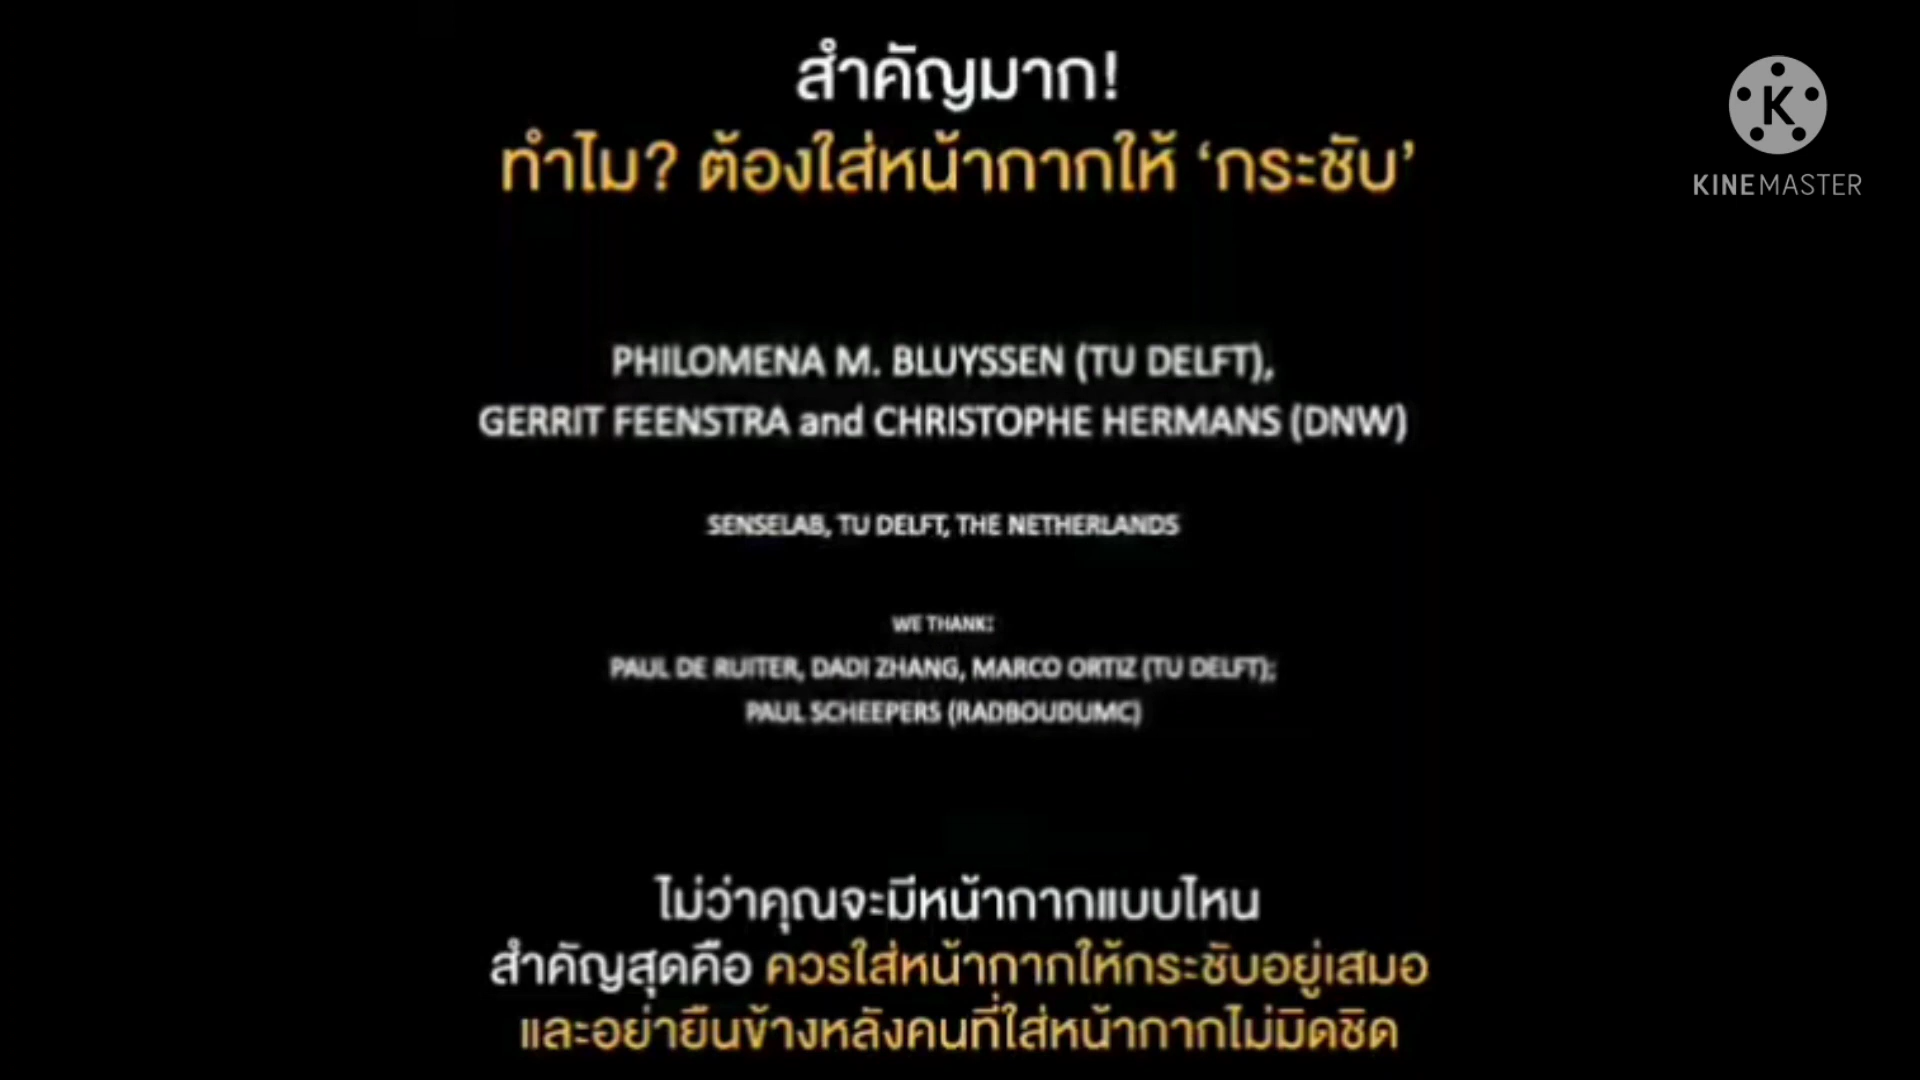 สำคัญมาก!
ทำไม? ต้องใส่หน้ากากให้ ‘กระชับ’
K
KINEMASTER
PHILOMENA M. BLUYSSEN (TU DELFT),
GERRIT FEENSTRA and CHRISTOPHE HERMANS (DNW)
SENSELAB, TU DELFT, THE NETHERLANDS
WE THANK:
PAUL DE RUITER, DADI ZHANG, MARCO ORTIZ (TU DELFT);
PAUL SCHEEPERS (RADBOUDUMC)
ไม่ว่าคุณจะมีหน้ากากแบบไหน
สำคัญสุดคือ ควรใส่หน้ากากให้กระชับอยู่เสมอ
และอย่ายืนข้างหลังคนที่ใส่หน้ากากไม่มิดชิด